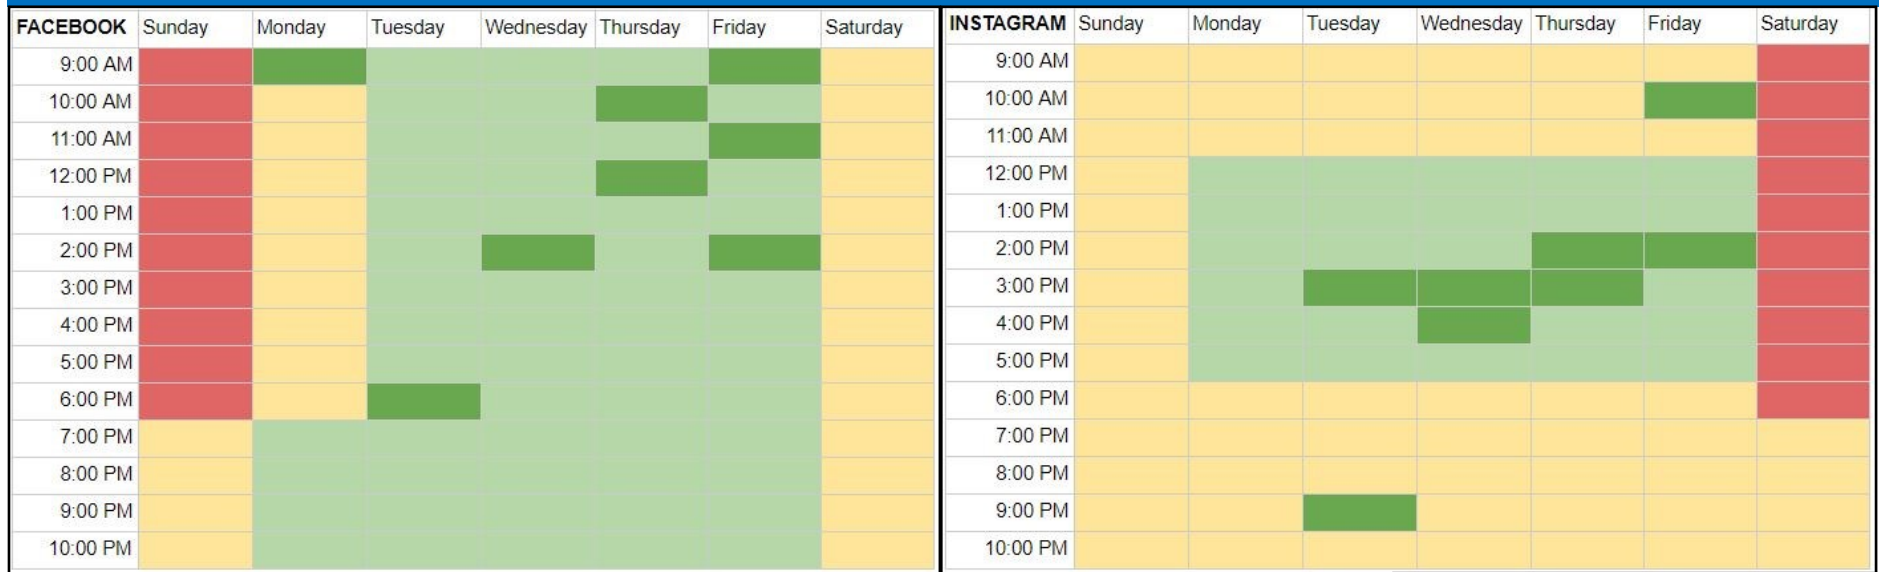 FACEBOOK Sunday Monday Tuesday Wednesday Thursday Friday Saturday
9:00 AM
10:00 AM
11:00 AM
12:00 PM
1:00 PM
2:00 PM
3:00 PM
4:00 PM
5:00 PM
6:00 PM
7:00 PM
8:00 PM
9:00 PM
10:00 PM
INSTAGRAM Sunday Monday Tuesday Wednesday Thursday Friday Saturday
9:00 AM
10:00 AM
11:00 AM
12:00 PM
1:00 PM
2:00 PM
3:00 PM
4:00 PM
5:00 PM
6:00 PM
7:00 PM
8:00 PM
9:00 PM
10:00 PM